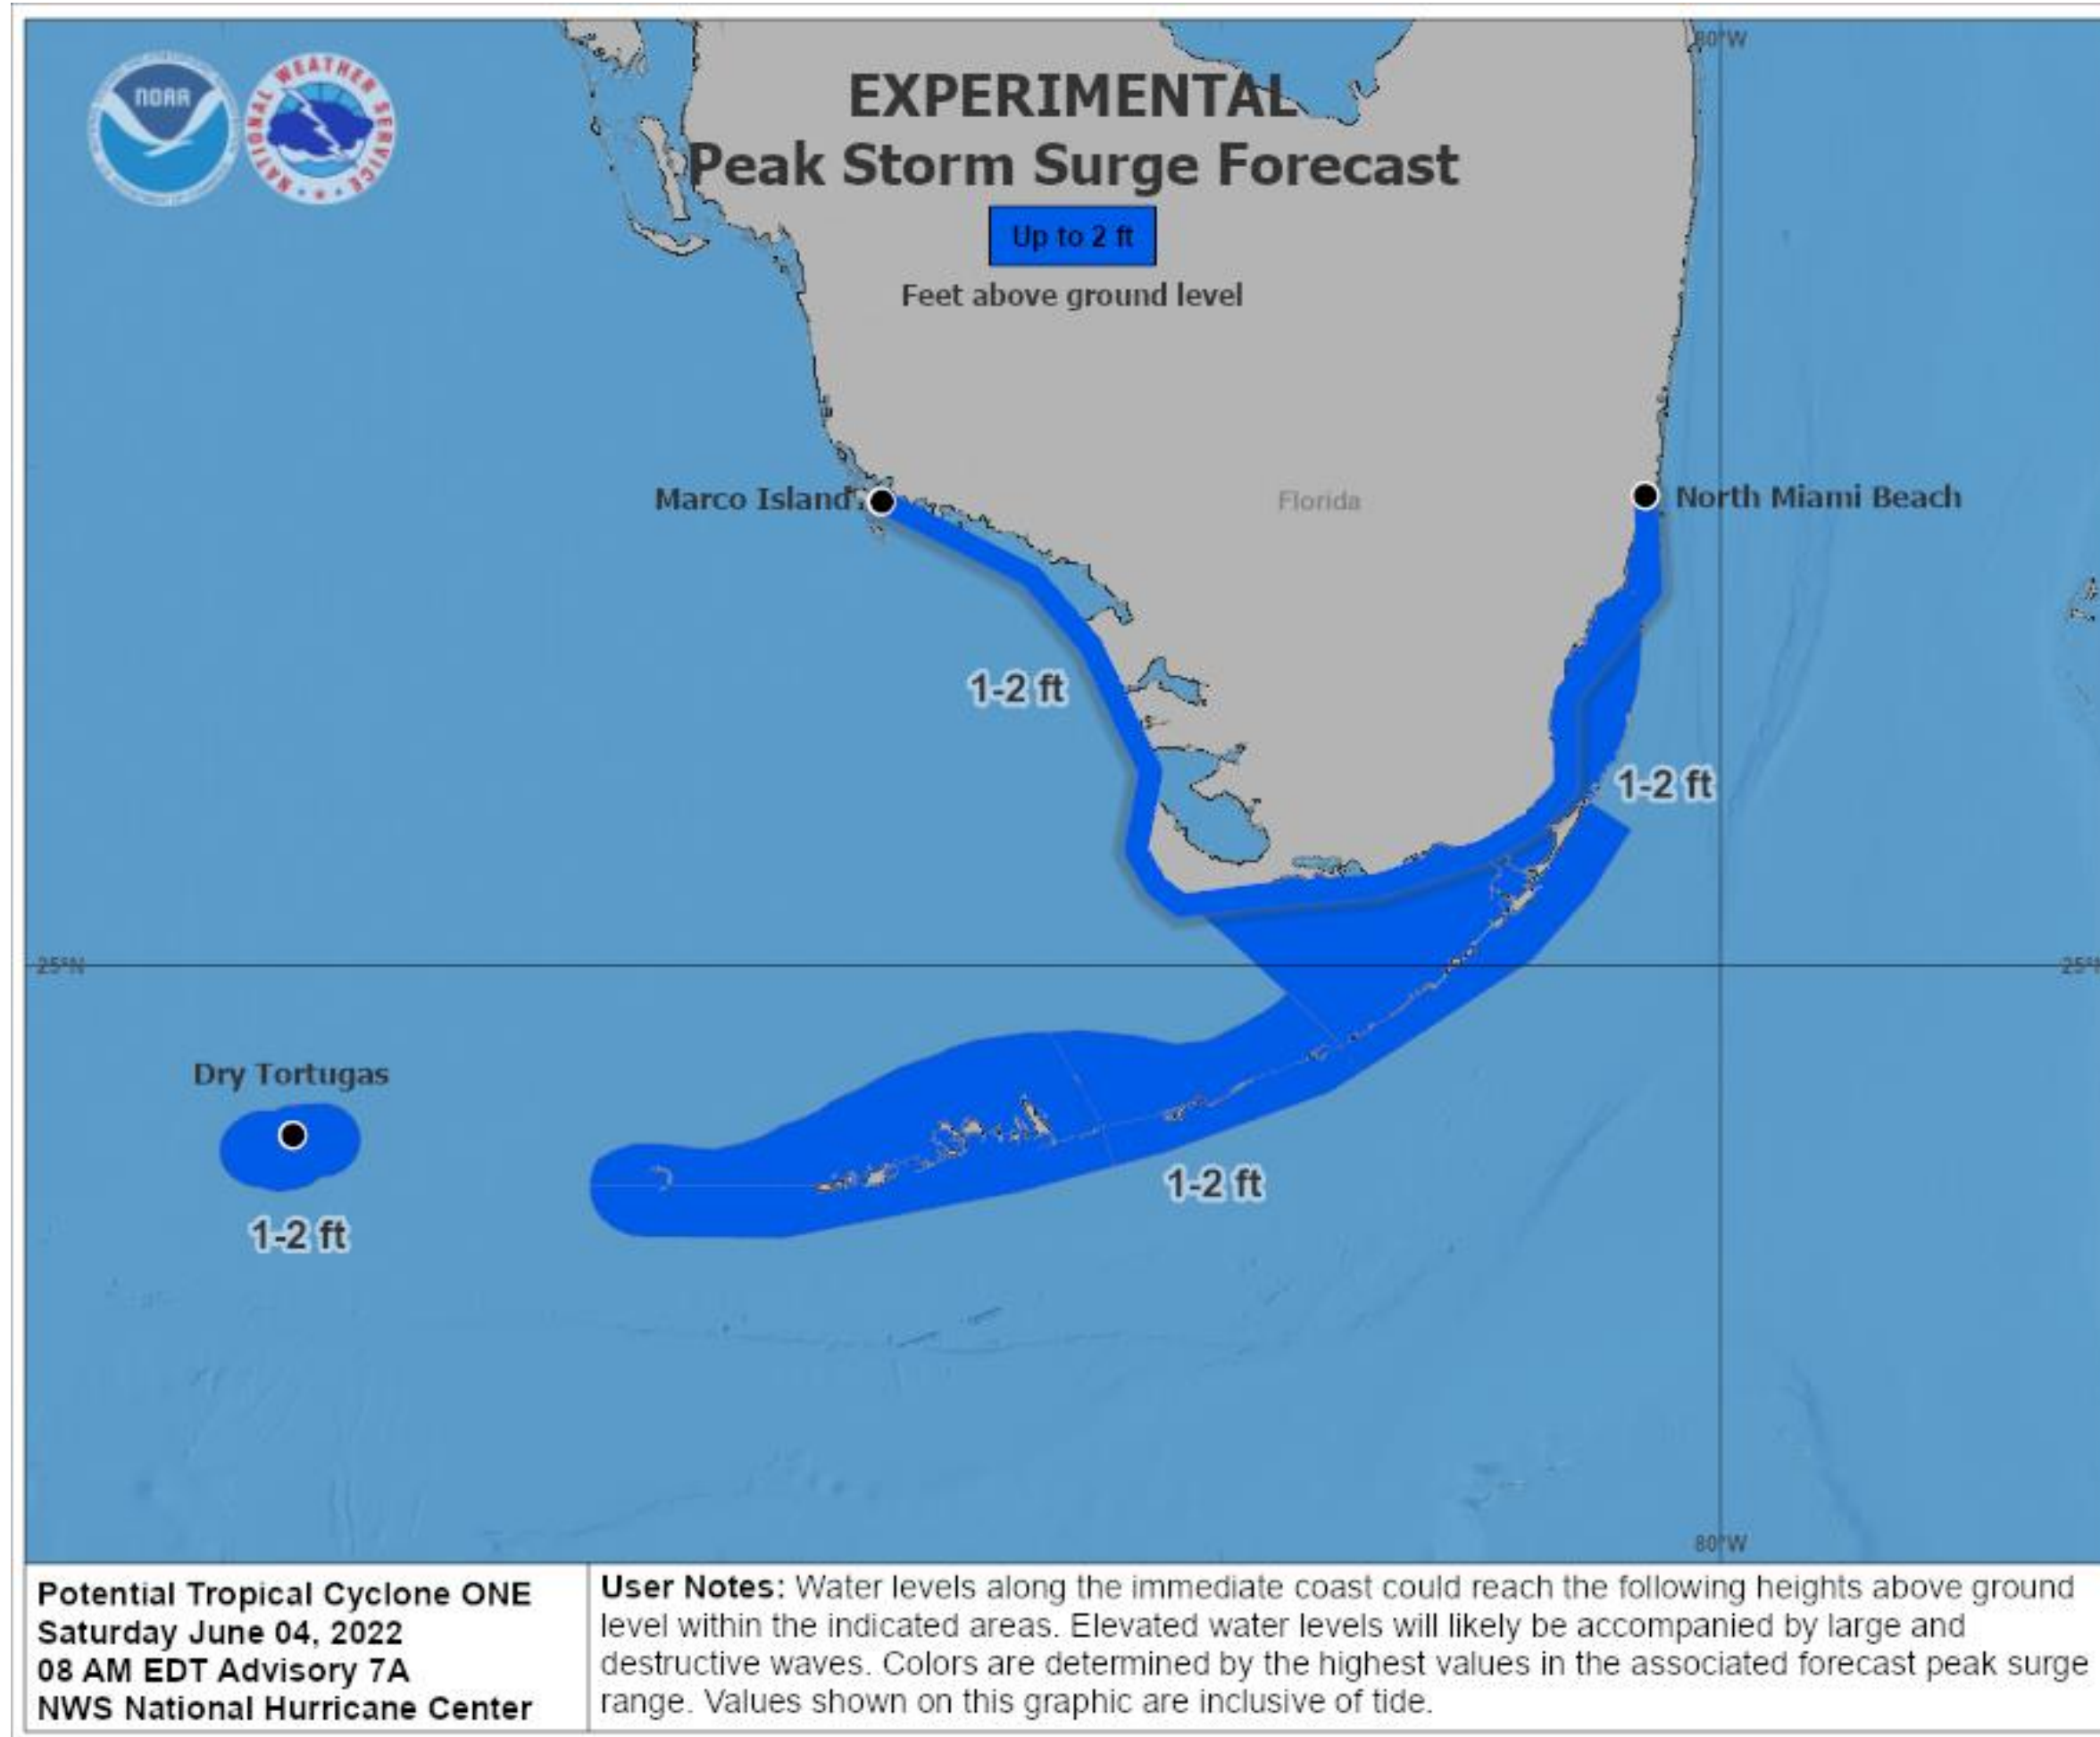 NOAA
NATIONAL WEATHER SERVICE
80°W
EXPERIMENTAL
Peak Storm Surge Forecast
Up to 2 ft
Feet above ground level
Marco Island
Florida
North Miami Beach
1-2 ft
1-2 ft
25°N
Dry Tortugas
1-2 ft
1-2 ft
80°W
Potential Tropical Cyclone ONE
Saturday June 04, 2022
08 AM EDT Advisory 7A
NWS National Hurricane Center
User Notes: Water levels along the immediate coast could reach the following heights above ground
level within the indicated areas. Elevated water levels will likely be accompanied by large and
destructive waves. Colors are determined by the highest values in the associated forecast peak surge
range. Values shown on this graphic are inclusive of tide.